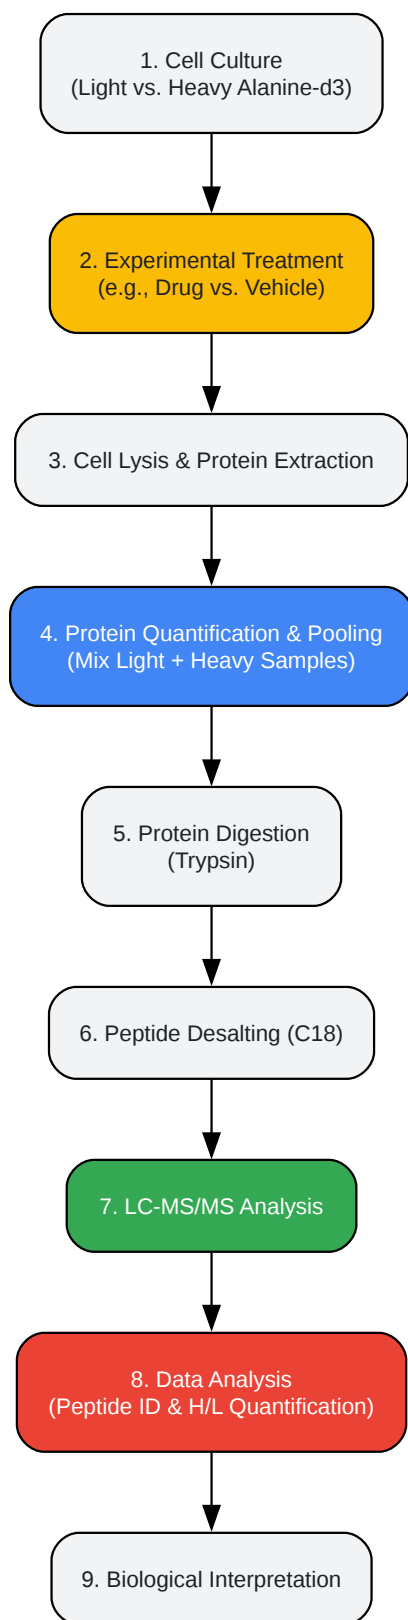 1. Cell Culture
(Light vs. Heavy Alanine-d3)
2. Experimental Treatment
(e.g., Drug vs. Vehicle)
3. Cell Lysis & Protein Extraction
4. Protein Quantification & Pooling
(Mix Light + Heavy Samples)
5. Protein Digestion
(Trypsin)
6. Peptide Desalting (C18)
7. LC-MS/MS Analysis
8. Data Analysis
(Peptide ID & H/L Quantification)
9. Biological Interpretation